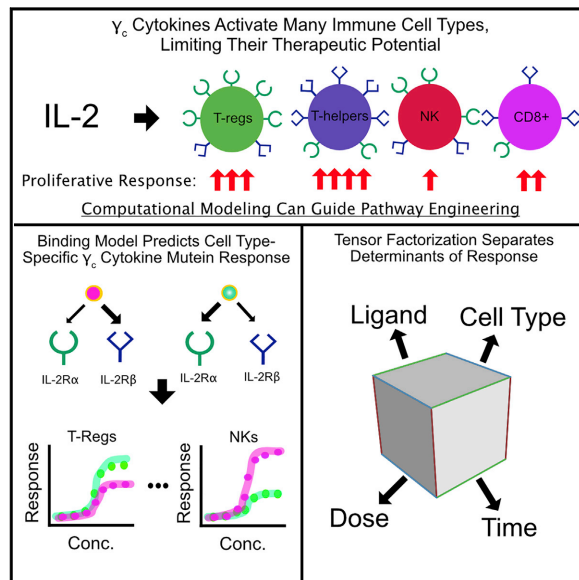 γc Cytokines Activate Many Immune Cell Types,
Limiting Their Therapeutic Potential
IL-2
T-regs
T-helpers
NK
CD8+
Proliferative Response:
Computational Modeling Can Guide Pathway Engineering
Binding Model Predicts Cell Type-
Specific γc Cytokine Mutein Response
IL-2Rα
IL-2Rβ
IL-2Rα
IL-2Rβ
T-Regs
NKs
Response
Response
Conc.
Conc.
Tensor Factorization Separates
Determinants of Response
Ligand
Cell Type
Dose
Time